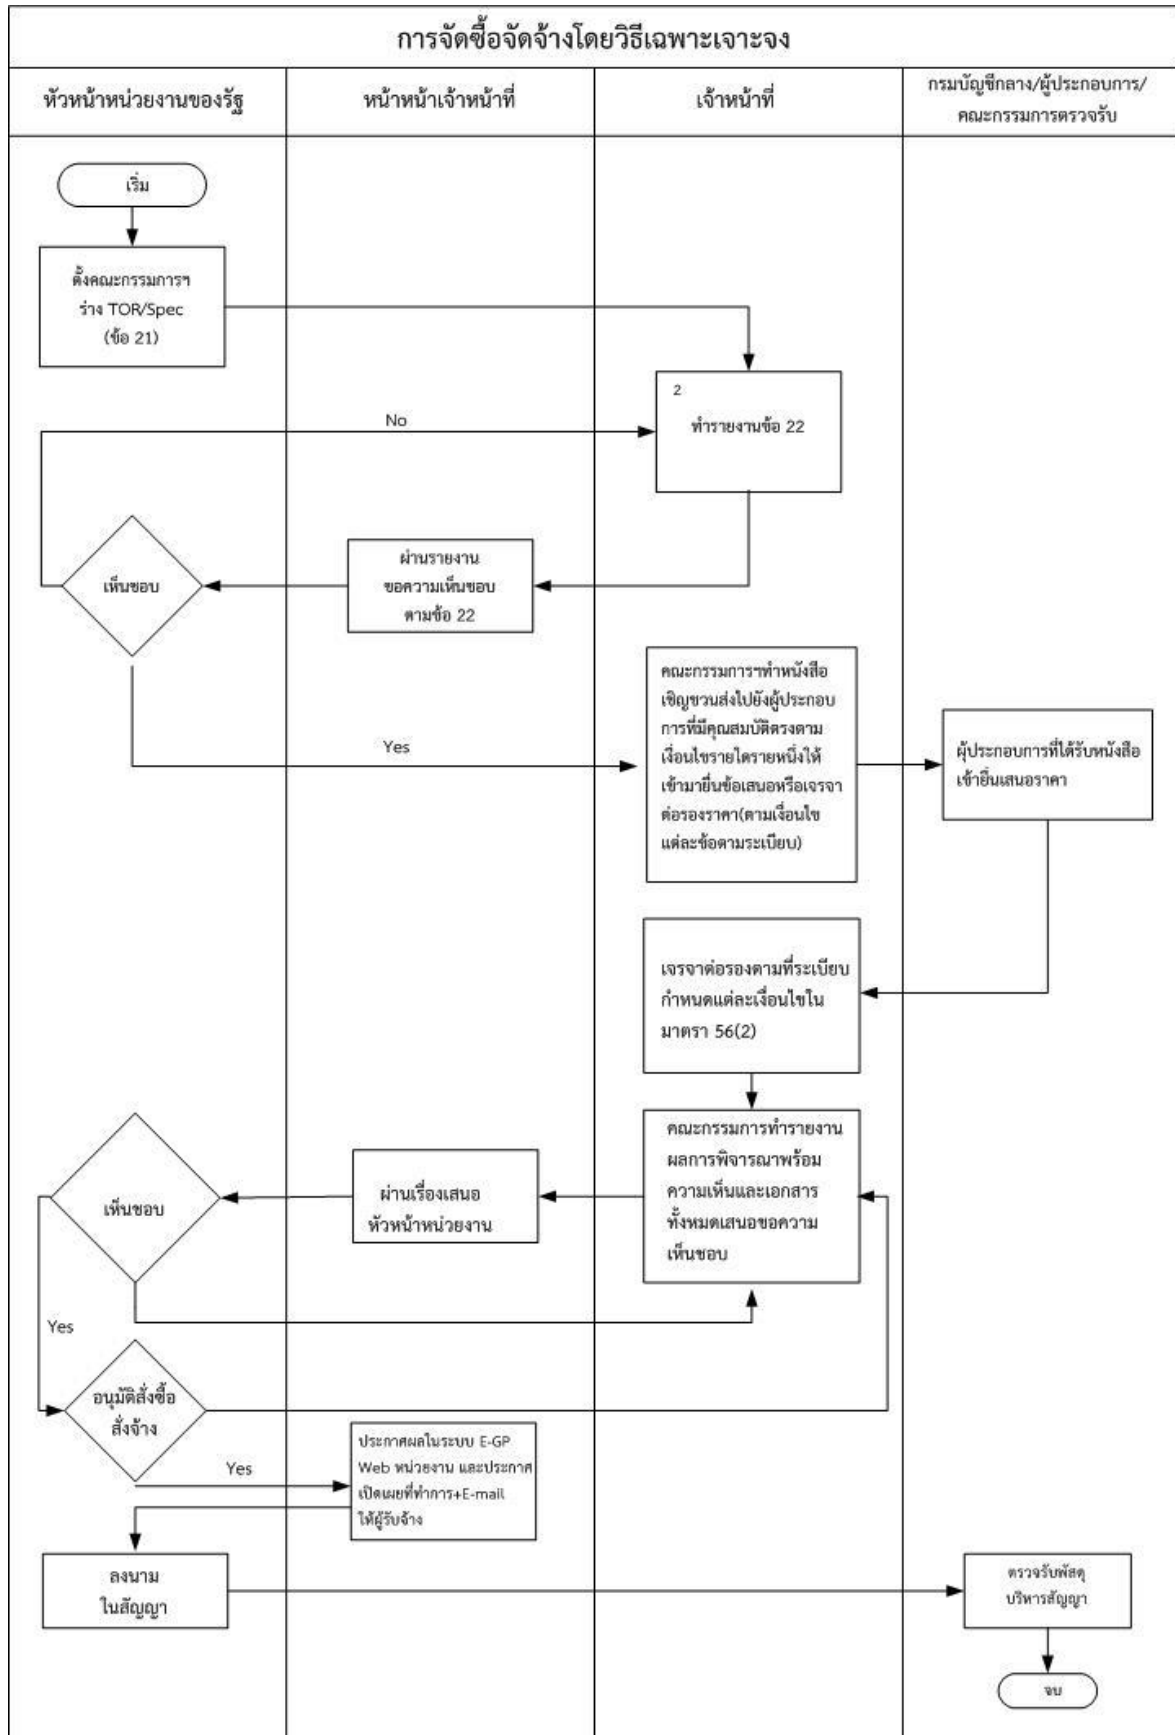 การจัดซื้อจัดจ้างโดยวิธีเฉพาะเจาะจง
หัวหน้าหน่วยงานของรัฐ
หน้าหน้าเจ้าหน้าที่
เจ้าหน้าที่
กรมบัญชีกลาง/ผู้ประกอบการ/
คณะกรรมการตรวจรับ
เริ่ม
ตั้งคณะกรรมการฯ
ร่าง TOR/Spec
(ข้อ 21)
2
ทำรายงานข้อ 22
No
เห็นชอบ
ผ่านรายงาน
ขอความเห็นชอบ
ตามข้อ 22
Yes
คณะกรรมการฯทำหนังสือ
เชิญชวนส่งไปยังผู้ประกอบ
การที่มีคุณสมบัติตรงตาม
เงื่อนไขรายใดรายหนึ่งให้
เข้ามายื่นข้อเสนอหรือเจรจา
ต่อรองราคา(ตามเงื่อนไข
แต่ละข้อตามระเบียบ)
ผุ้ประกอบการที่ได้รับหนังสือ
เข้ายื่นเสนอราคา
เจรจาต่อรองตามที่ระเบียบ
กำหนดแต่ละเงื่อนไขใน
มาตรา 56(2)
คณะกรรมการทำรายงาน
ผลการพิจารณาพร้อม
ความเห็นและเอกสาร
ทั้งหมดเสนอขอความ
เห็นชอบ
ผ่านเรื่องเสนอ
หัวหน้าหน่วยงาน
เห็นชอบ
Yes
อนุมัติสั่งซื้อ
สั่งจ้าง
Yes
ประกาศผลในระบบ E-GP
Web หน่วยงาน และประกาศ
เปิดเผยที่ทำการ+E-mail
ให้ผู้รับจ้าง
ลงนาม
ในสัญญา
ตรวจรับพัสดุ
บริหารสัญญา
จบ